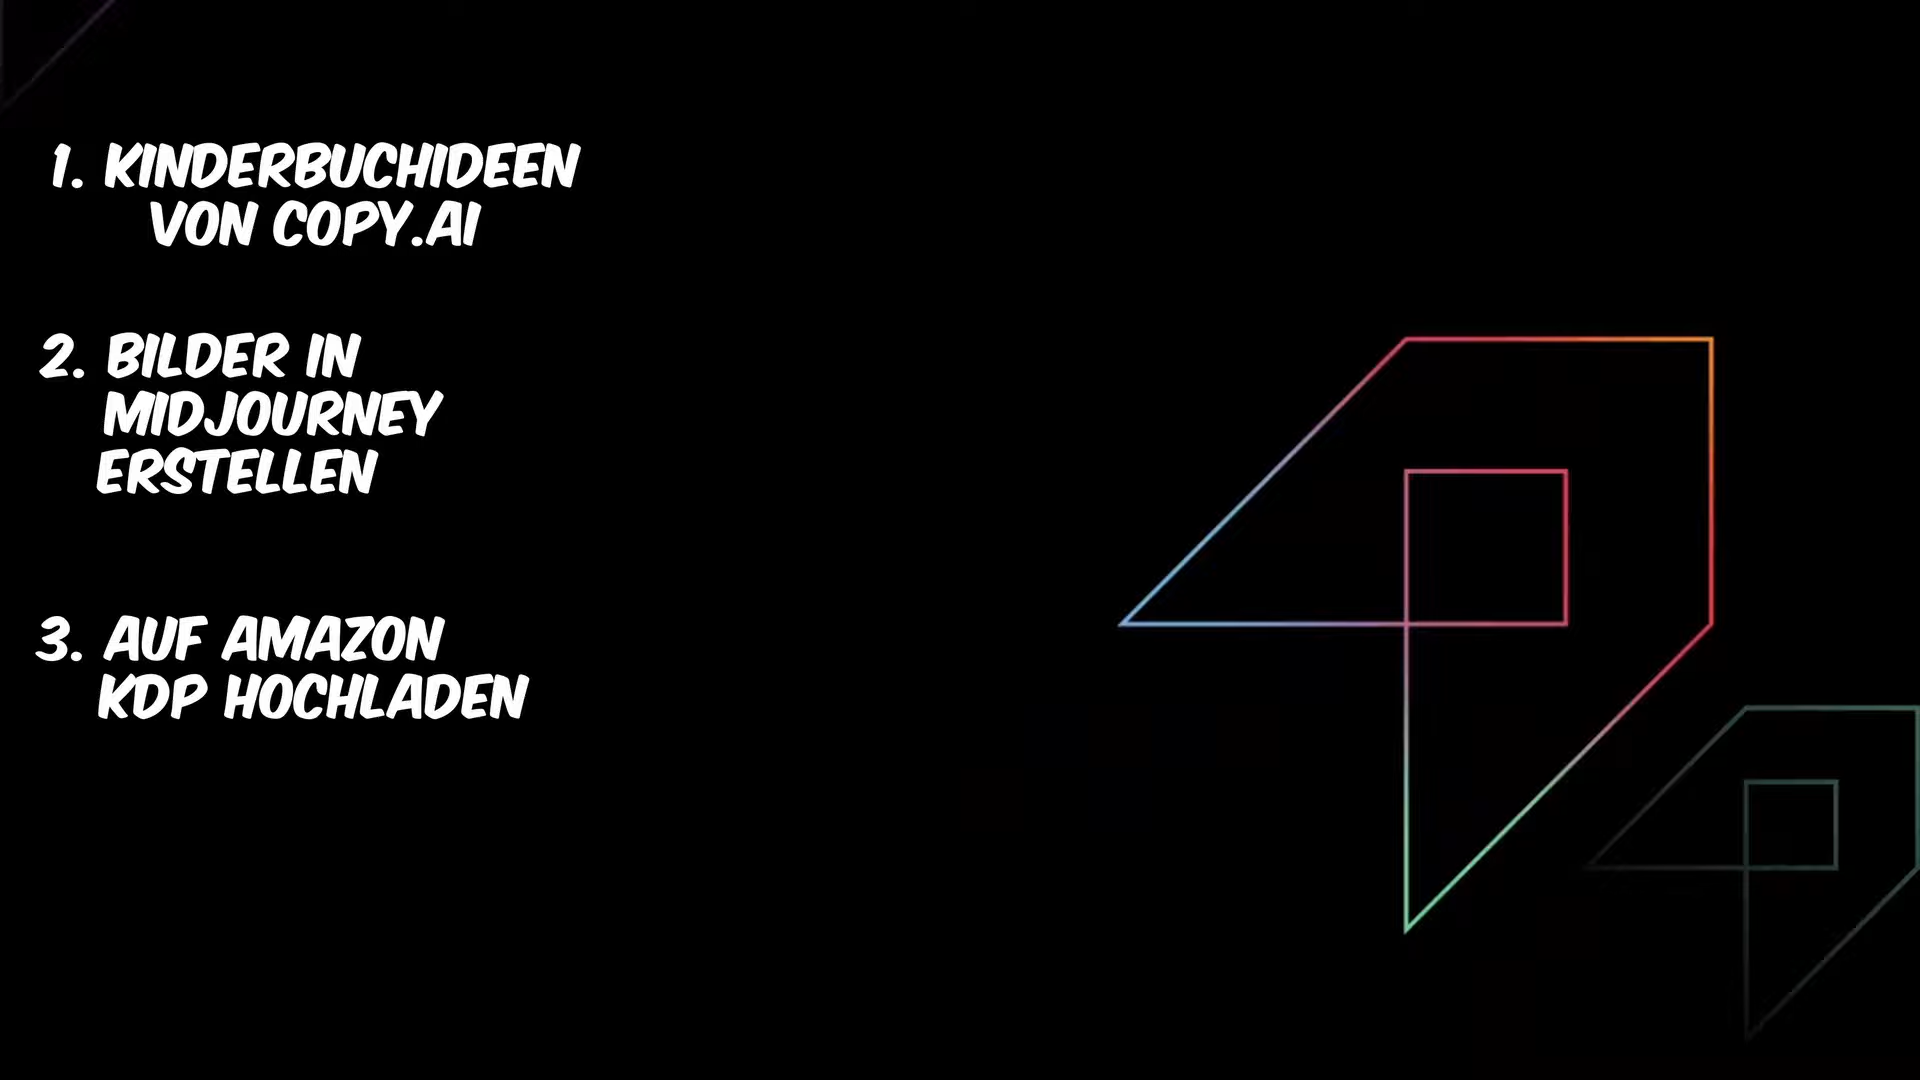 1. KINDERBUCHIDEEN
VON COPY.AI
2. BILDER IN
MIDJOURNEY
ERSTELLEN
3. AUF AMAZON
KDP HOCHLADEN